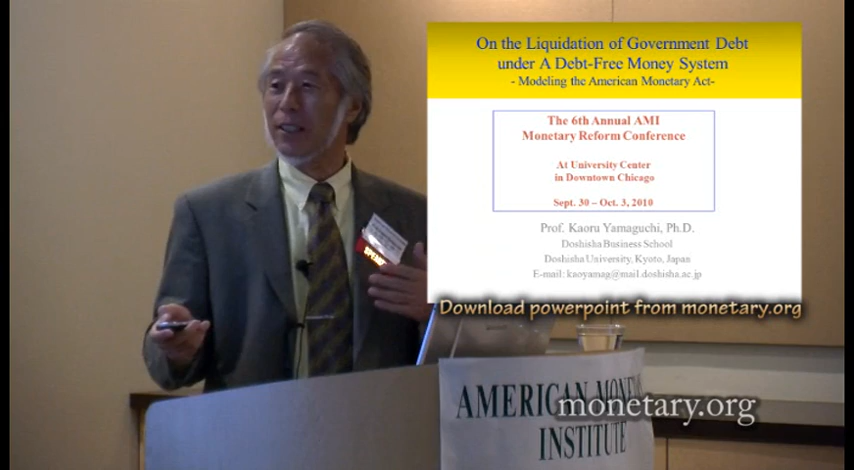 On the Liquidation of Government Debt
under A Debt-Free Money System
- Modeling the American Monetary Act-
The 6th Annual AMI
Monetary Reform Conference
At University Center
in Downtown Chicago
Sept. 30 – Oct. 3, 2010
Prof. Kaoru Yamaguchi, Ph.D.
Doshisha Business School
Doshisha University, Kyoto, Japan
E-mail: kaoyamag@mail.doshisha.ac.jp
Download powerpoint from monetary.org
AMERICAN
monetary.org
INSTITUTE